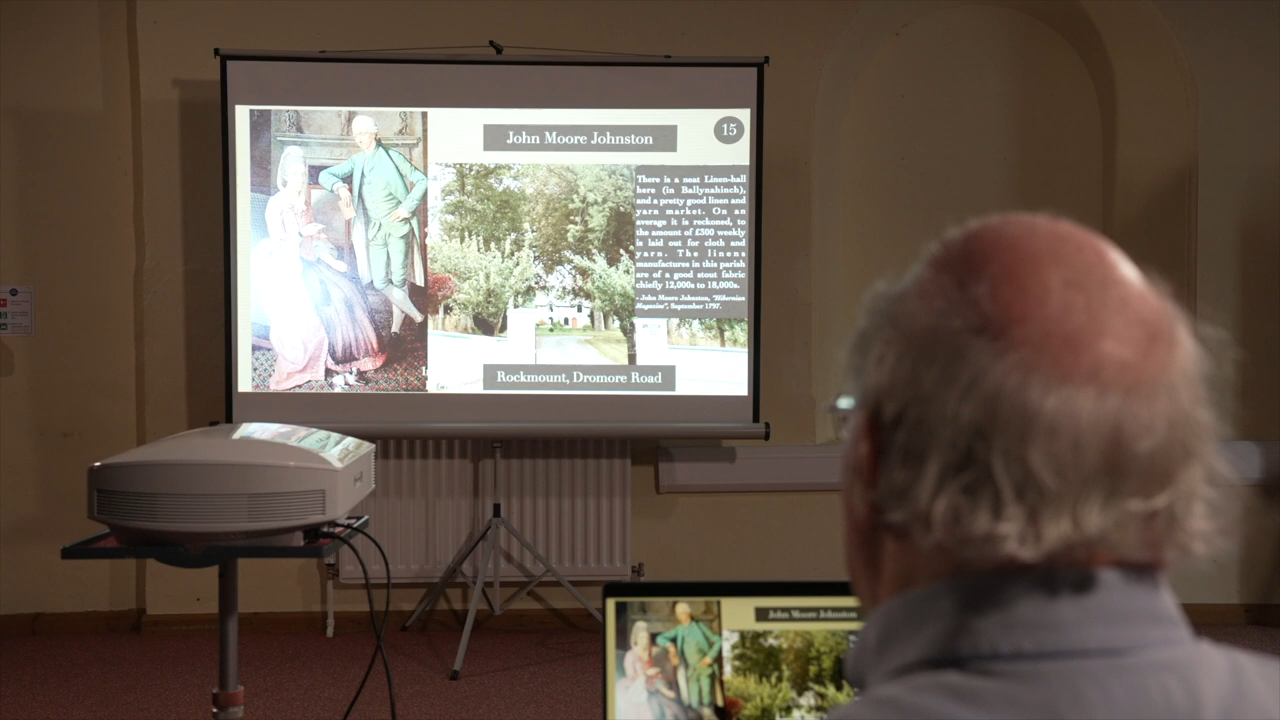 John Moore Johnston
15
There is a neat Linen-hall
here (in Ballynahinch),
and a pretty good linen and
yarn market. On an
average it is reckoned, to
the amount of £300 weekly
is laid out for cloth and
yarn. The linens
manufactures in this parish
are of a good stout fabric
chiefly 12,000s to 18,000s.
- John Moore Johnston, "Hibernian
Magazine", September 1797.
Rockmount, Dromore Road
John Moore Johnston